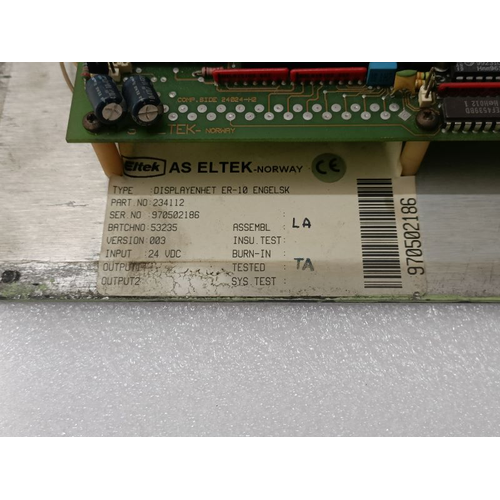 COMP.SIDE 24024-H2
ELTEK- NORWAY
Eltek AS ELTEK-NORWAY CE
TYPE : DISPLAYENHET ER-10 ENGELSK
PART NO 234112
SER.NO 970502186
BATCHNO 53235 ASSEMBL : LA
VERSION 003 INSU.TEST:
INPUT : 24 VDC BURN-IN :
OUTPUT1 TESTED : TA
OUTPUT2 SYS TEST :
970502186